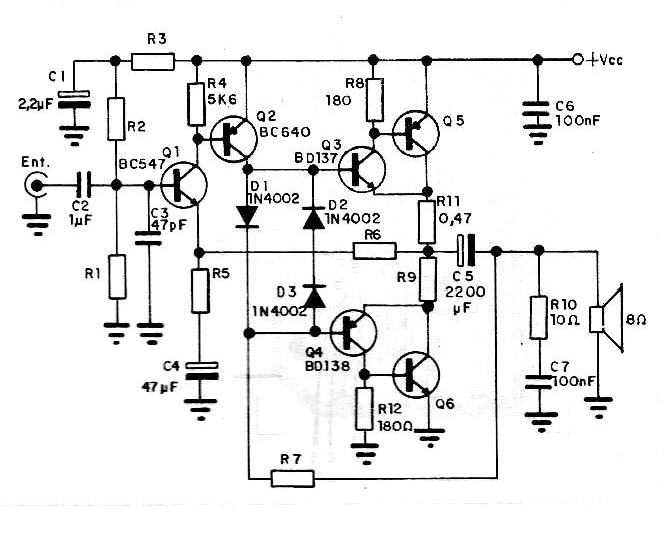 R3
+Vcc
C1
2,2µF
R4
5K6
R8
180
R2
Q2
BC640
Q5
C6
100nF
Ent.
BC547
Q1
Q3
BD137
C2
1µF
C3
47pF
D1
1N4002
D2
1N4002
R11
0,47
R6
R1
R5
R9
C5
2200
µF
D3
1N4002
R10
10Ω
8Ω
C4
47µF
Q4
BD138
C7
100nF
R12
180Ω
Q6
R7